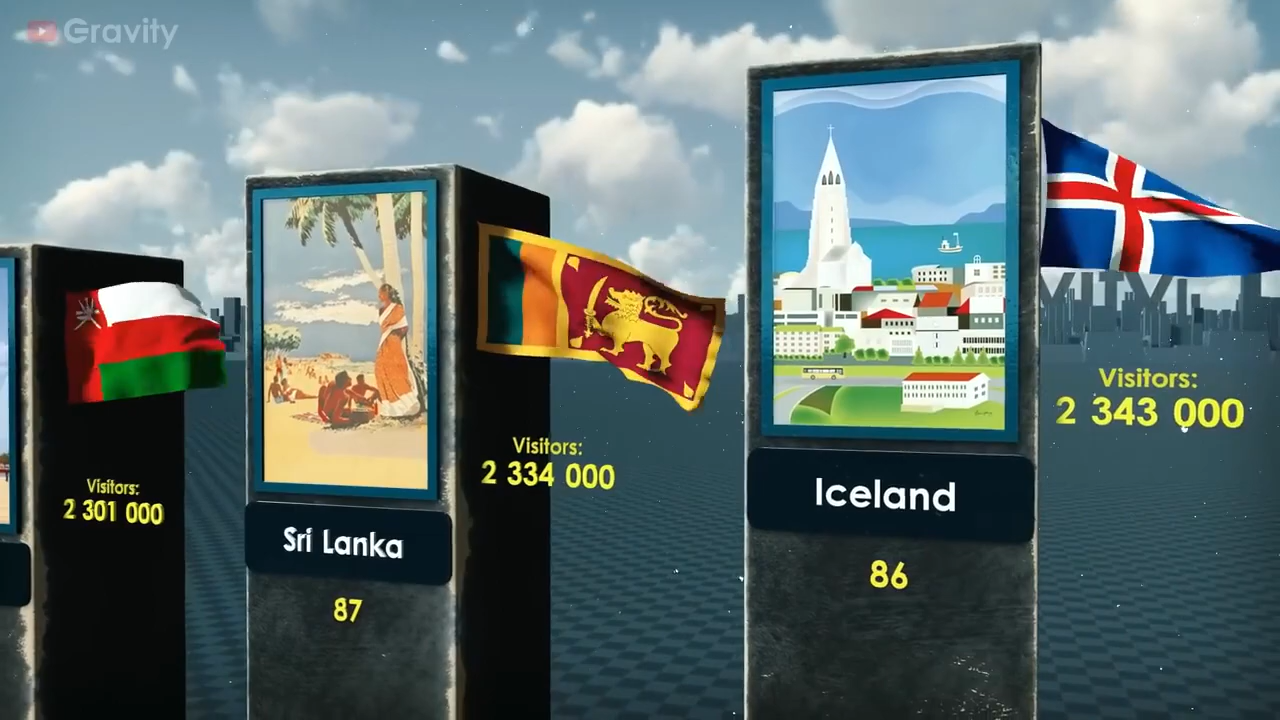 Gravity
Visitors:
2 301 000
Sri Lanka
87
Visitors:
2 334 000
Iceland
86
Visitors:
2 343 000